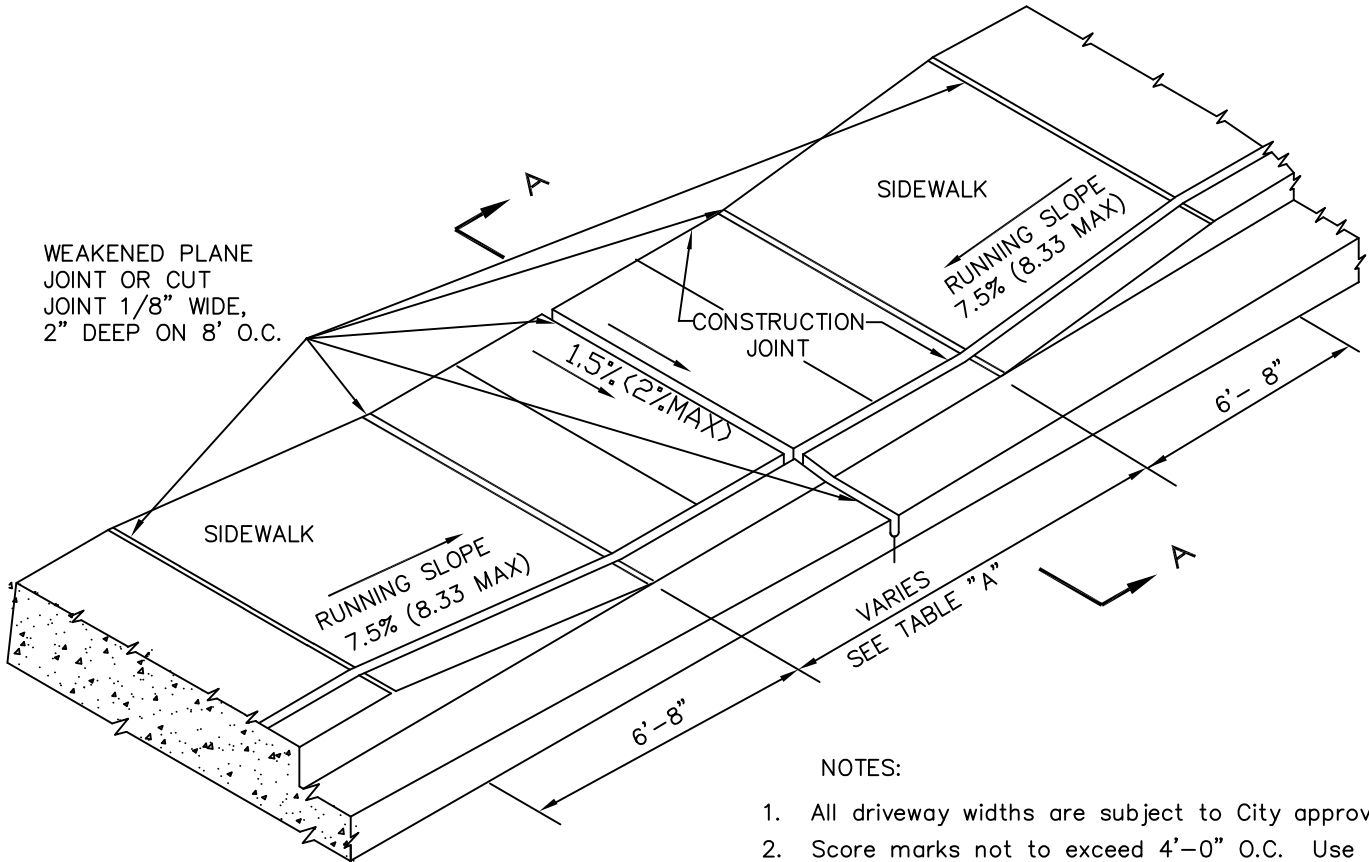 A
SIDEWALK
RUNNING SLOPE
7.5% (8.33 MAX)
WEAKENED PLANE
JOINT OR CUT
JOINT 1/8" WIDE,
2" DEEP ON 8' O.C.
CONSTRUCTION
JOINT
1.5% (2% MAX)
6'- 8"
SIDEWALK
RUNNING SLOPE
7.5% (8.33 MAX)
A
VARIES
SEE TABLE "A"
6'-8"
NOTES:
1. All driveway widths are subject to City approv
2. Score marks not to exceed 4'-0" O.C. Use